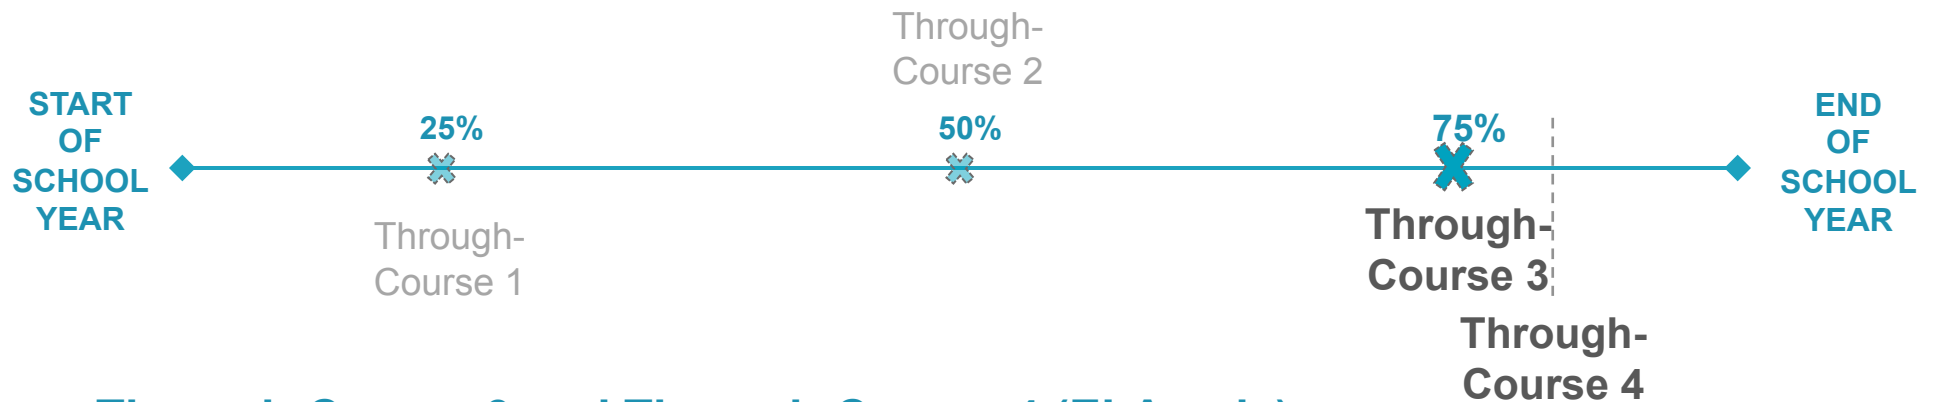 START
OF
SCHOOL
YEAR
25%
Through-
Course 1
Through-
Course 2
50%
75%
Through-
Course 3
Through-
Course 4
END
OF
SCHOOL
YEAR